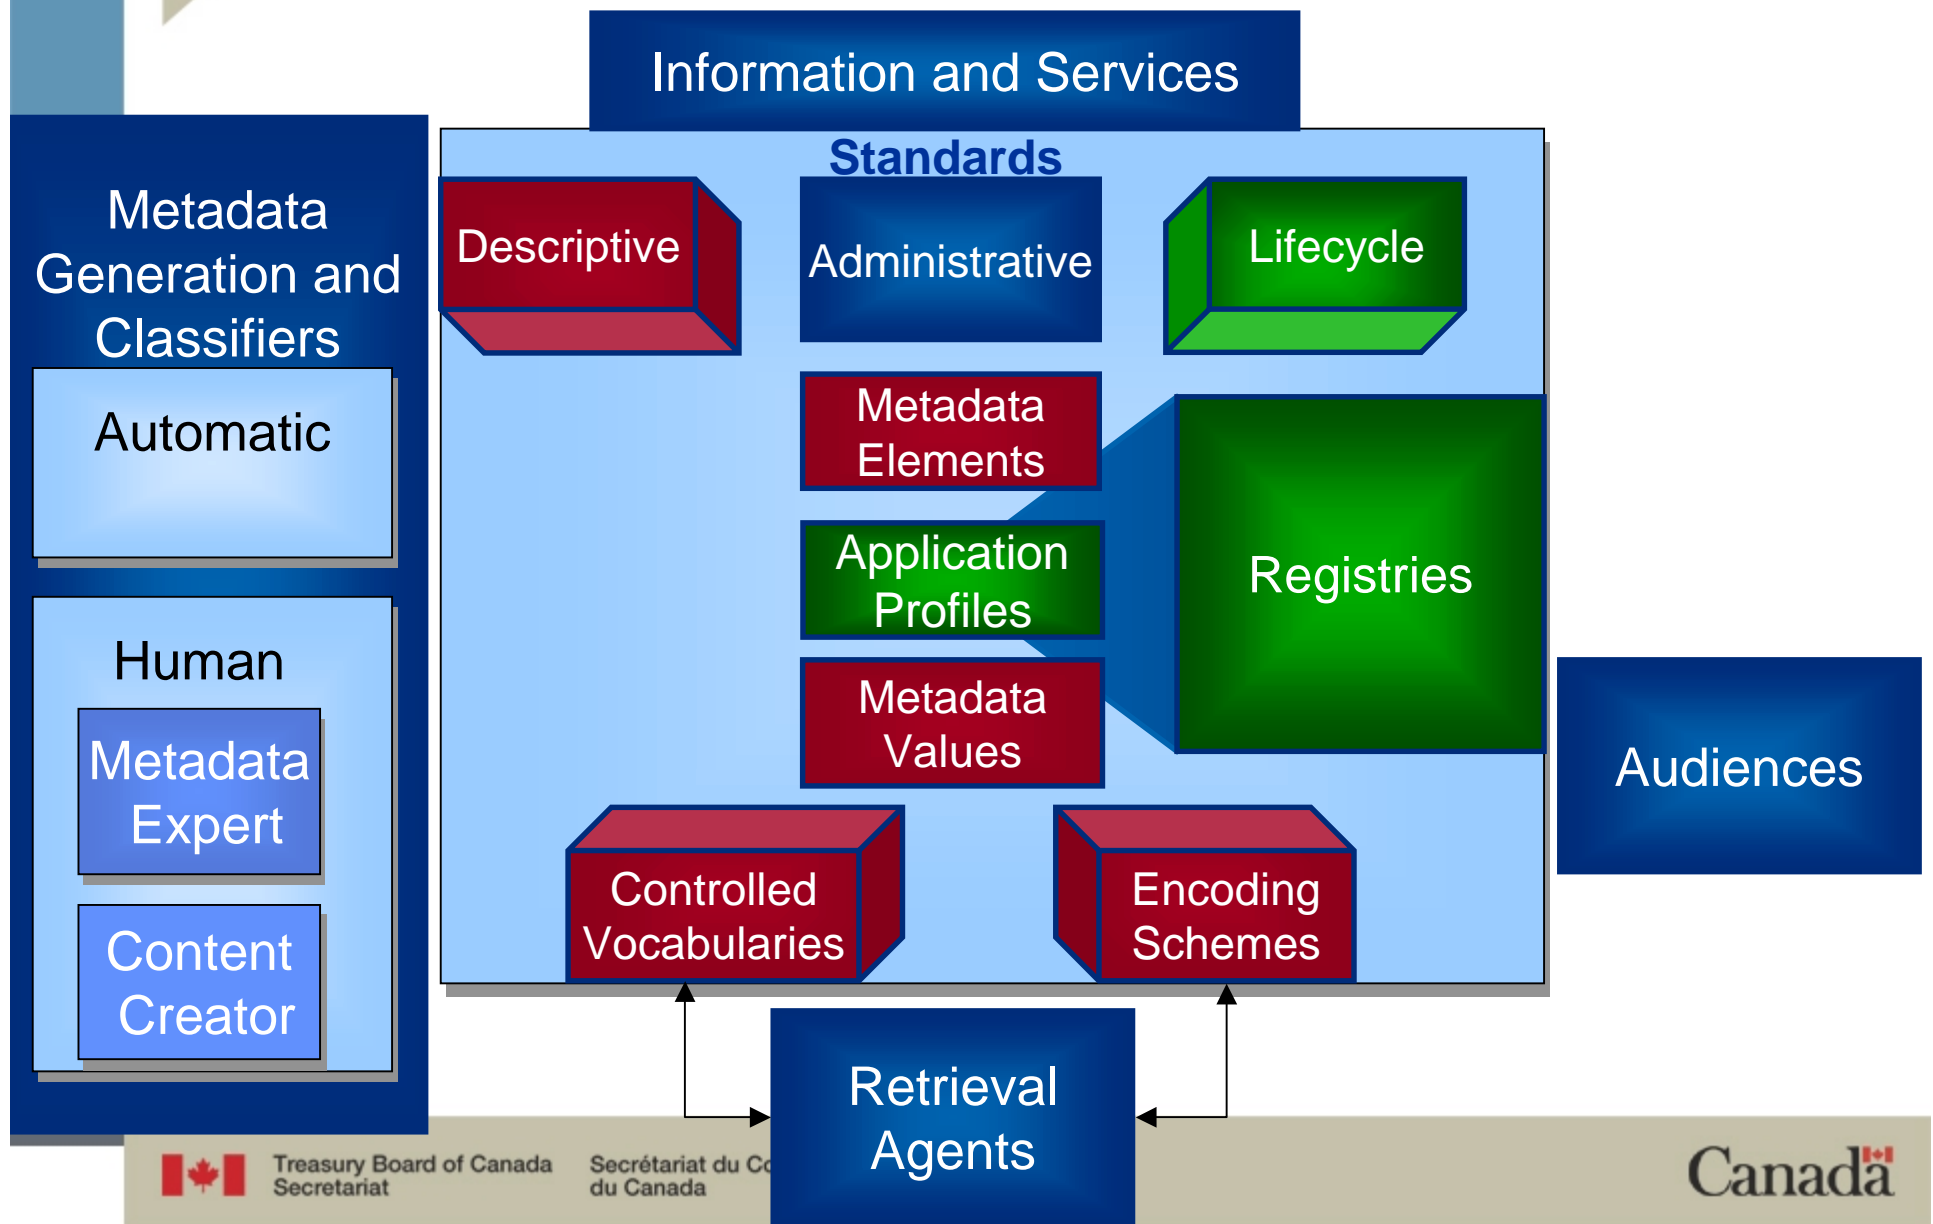 Information and Services
Standards
Metadata
Generation and
Classifiers
Automatic
Human
Metadata
Expert
Content
Creator
Descriptive
Administrative
Lifecycle
Metadata
Elements
Application
Profiles
Metadata
Values
Registries
Controlled
Vocabularies
Encoding
Schemes
Audiences
Retrieval
Agents
Treasury Board of Canada
Secretariat
Secrétariat du
du Canada
Canada